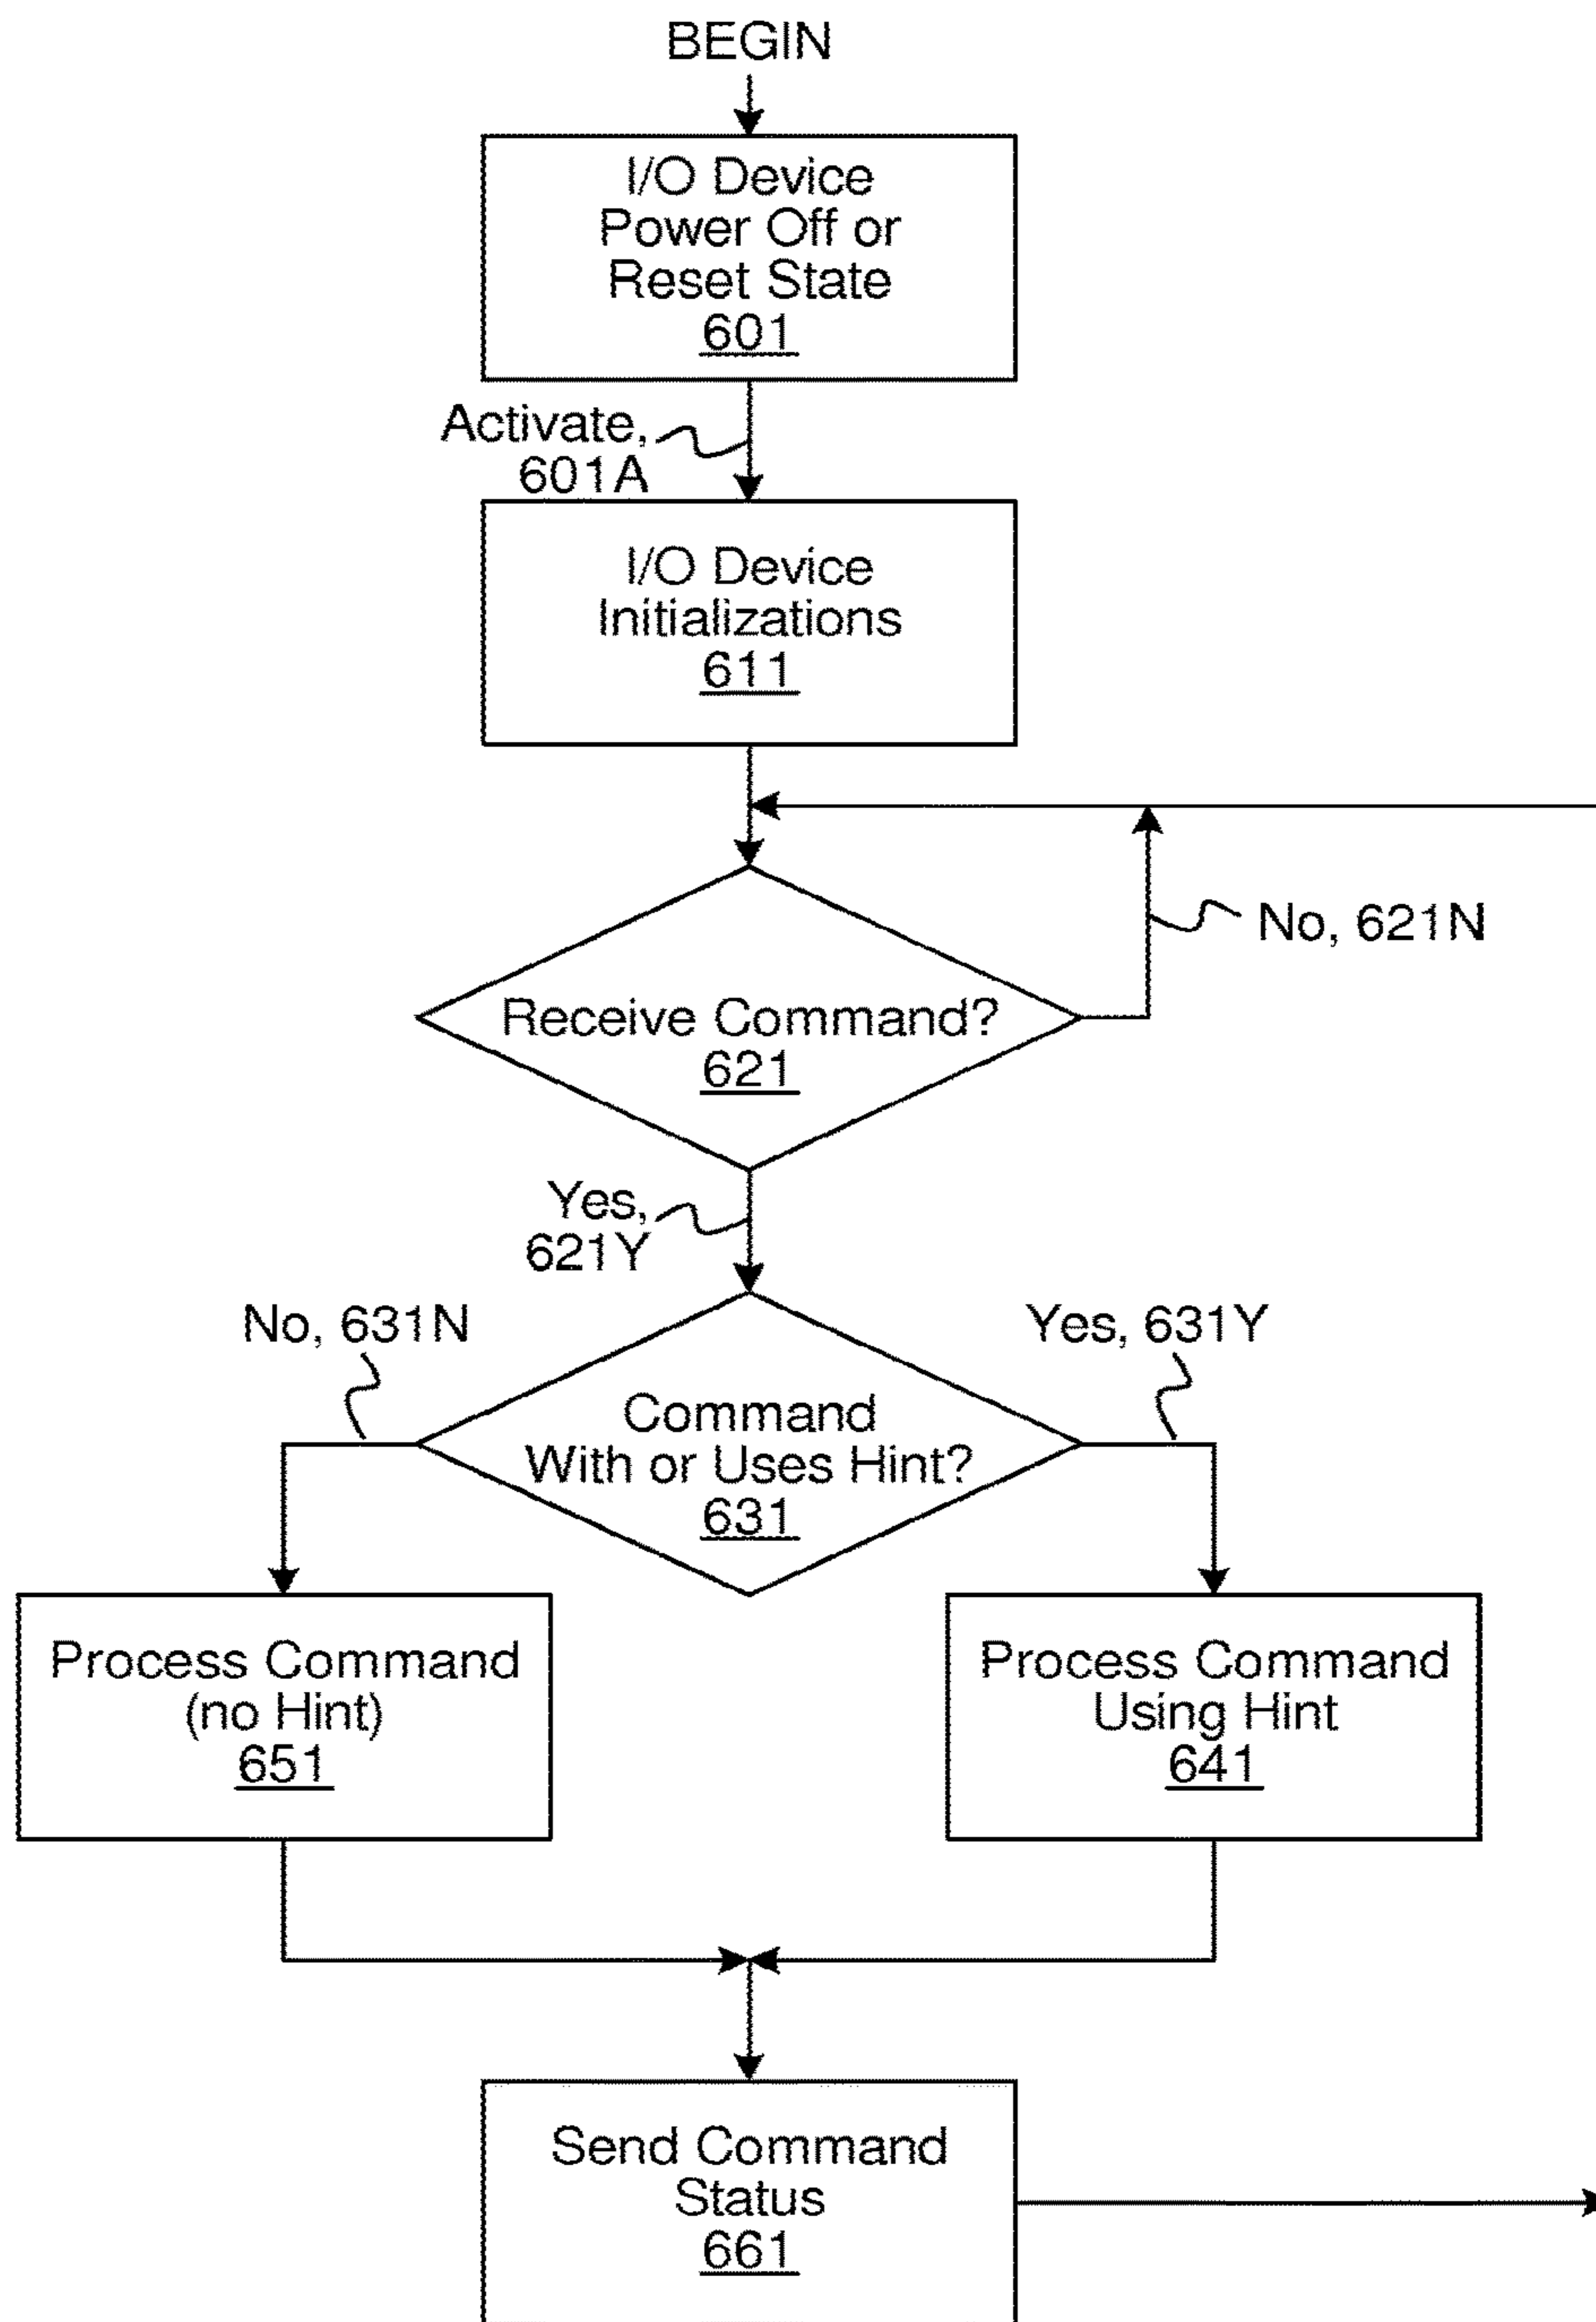 BEGIN
I/O Device
Power Off or
Reset State
601
Activate,
601A
I/O Device
Initializations
611
No, 621N
Receive Command?
621
Yes,
621Y
No, 631N
Yes, 631Y
Command
With or Uses Hint?
631
Process Command
(no Hint)
651
Process Command
Using Hint
641
Send Command
Status
661